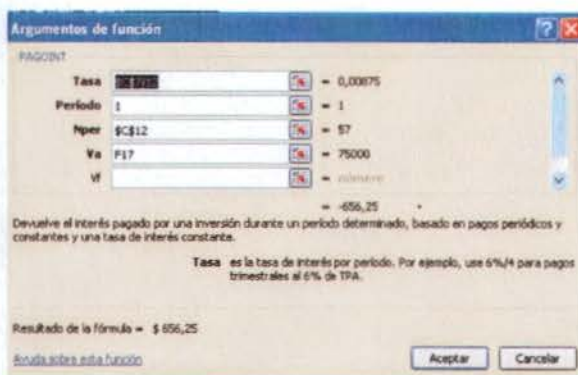 Argumentos de función
PAGOINT
Tasa = 0,00875
Período 1 = 1
Nper $C$12 = 57
Va F17 = 75000
Vf = número
= -656,25
Devuelve el interés pagado por una inversión durante un período determinado, basado en pagos periódicos y
constantes y una tasa de interés constante.
Tasa es la tasa de interés por período. Por ejemplo, use 6%/4 para pagos
trimestrales al 6% de TPA.
Resultado de la fórmula = $ 656,25
Ayuda sobre esta función
Aceptar Cancelar